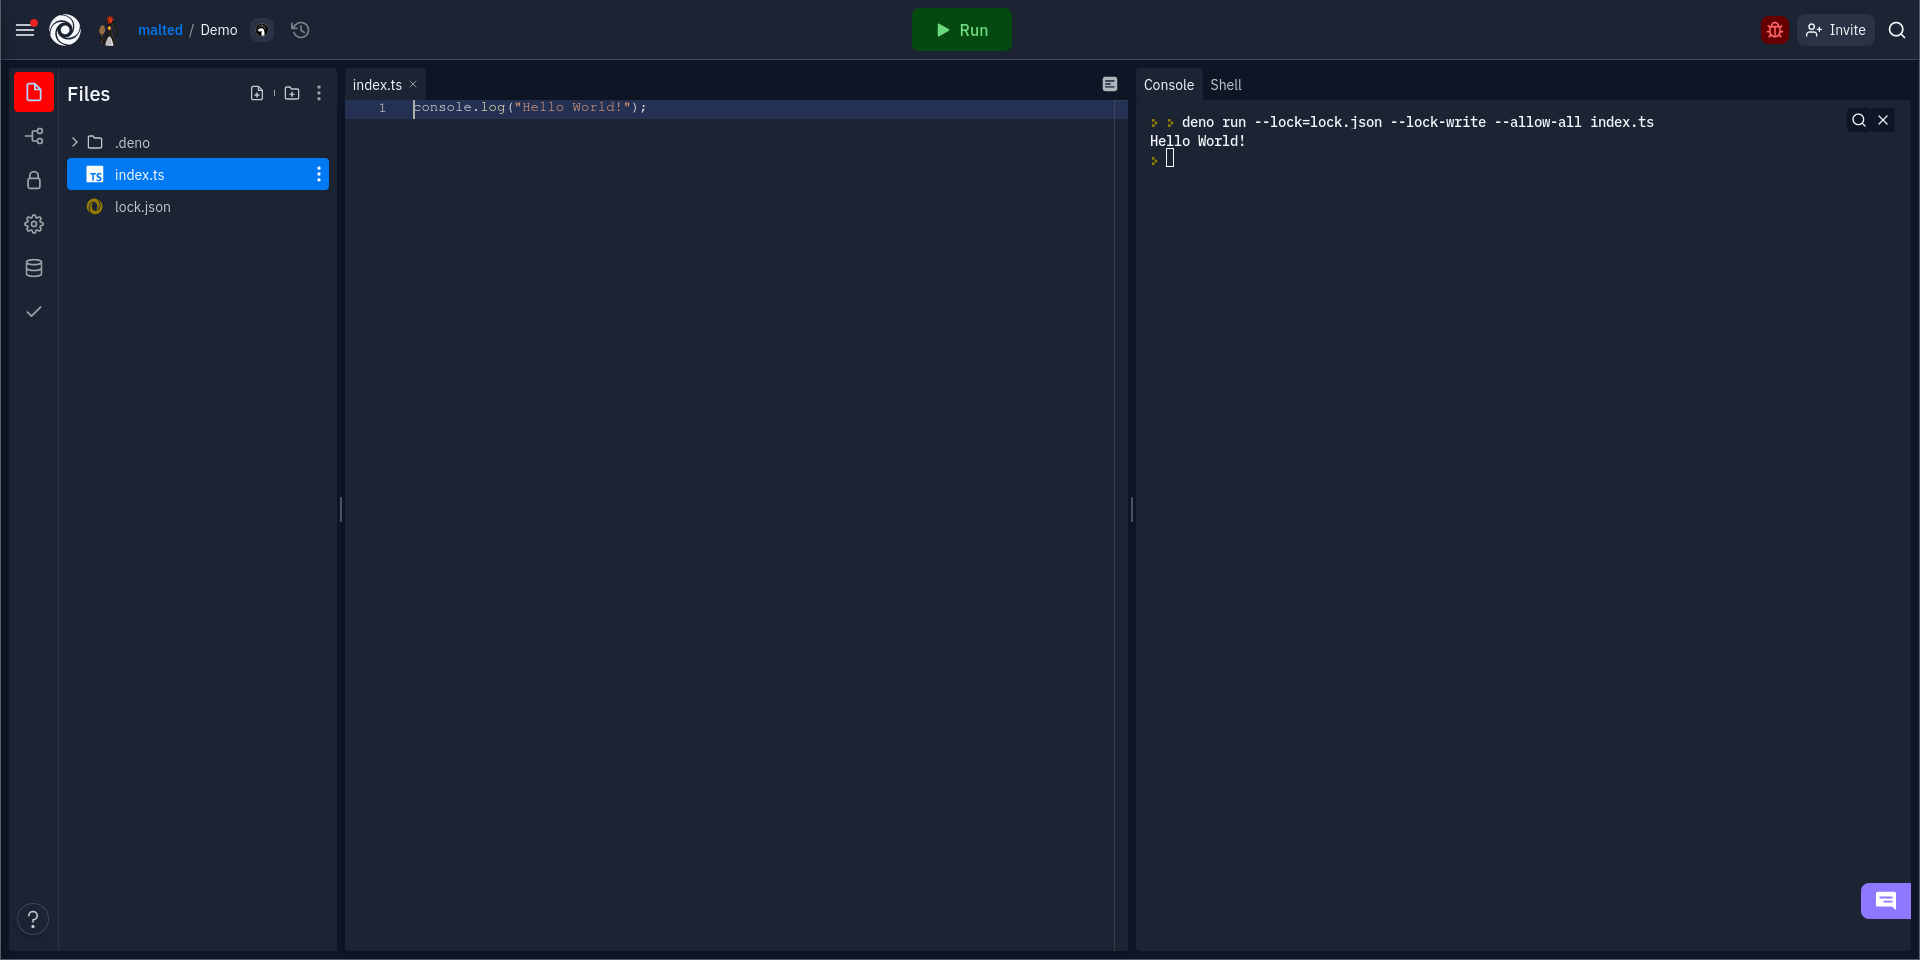 malted / Demo
Run
Invite
Files
.deno
TS index.ts
lock.json
index.ts
1 console.log("Hello World!");
Console Shell
deno run --lock=lock.json --lock-write --allow-all index.ts
Hello World!